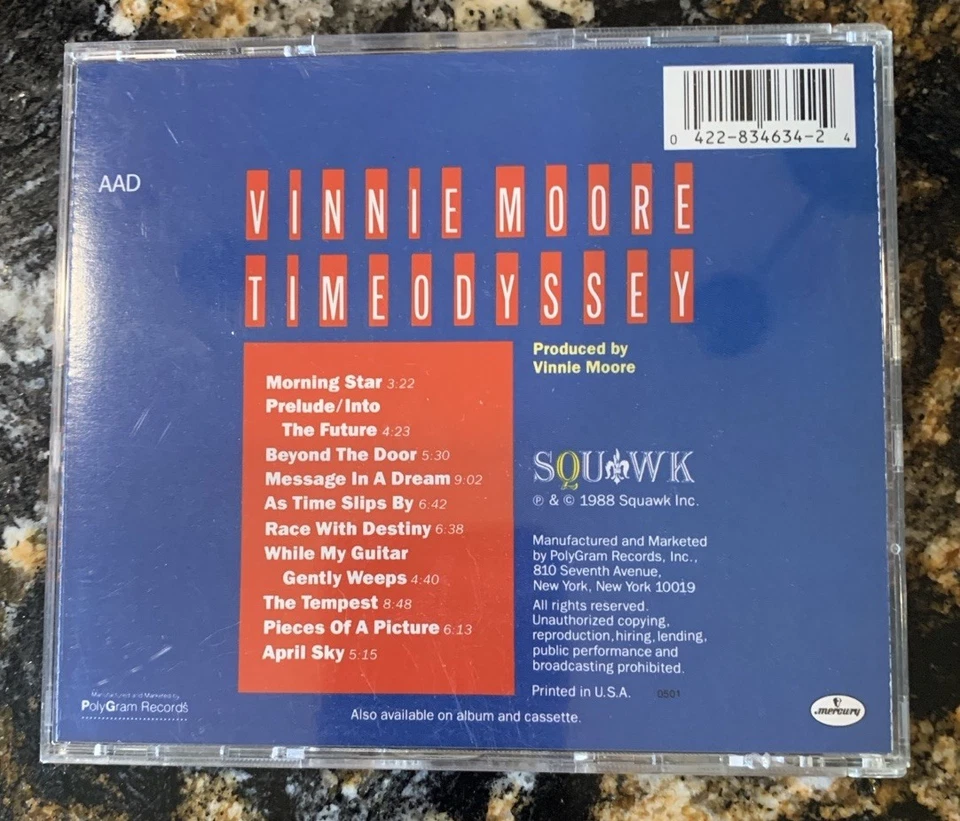 0 422-834634-2 4
AAD
VINNIE MOORE
TIMEODYSSEY
Morning Star 3:22
Prelude/Into
The Future 4:23
Beyond The Door 5:30
Message In A Dream 9:02
As Time Slips By 6:42
Race With Destiny 6:38
While My Guitar
Gently Weeps 4:40
The Tempest 8:48
Pieces Of A Picture 6:13
April Sky 5:15
Produced by
Vinnie Moore
SQUAWK
℗ & © 1988 Squawk Inc.
Manufactured and Marketed
by PolyGram Records, Inc.,
810 Seventh Avenue,
New York, New York 10019
All rights reserved.
Unauthorized copying,
reproduction, hiring, lending,
public performance and
broadcasting prohibited.
Printed in U.S.A. 0501
Manufactured and Marketed by
PolyGram Records
Also available on album and cassette.
mercury